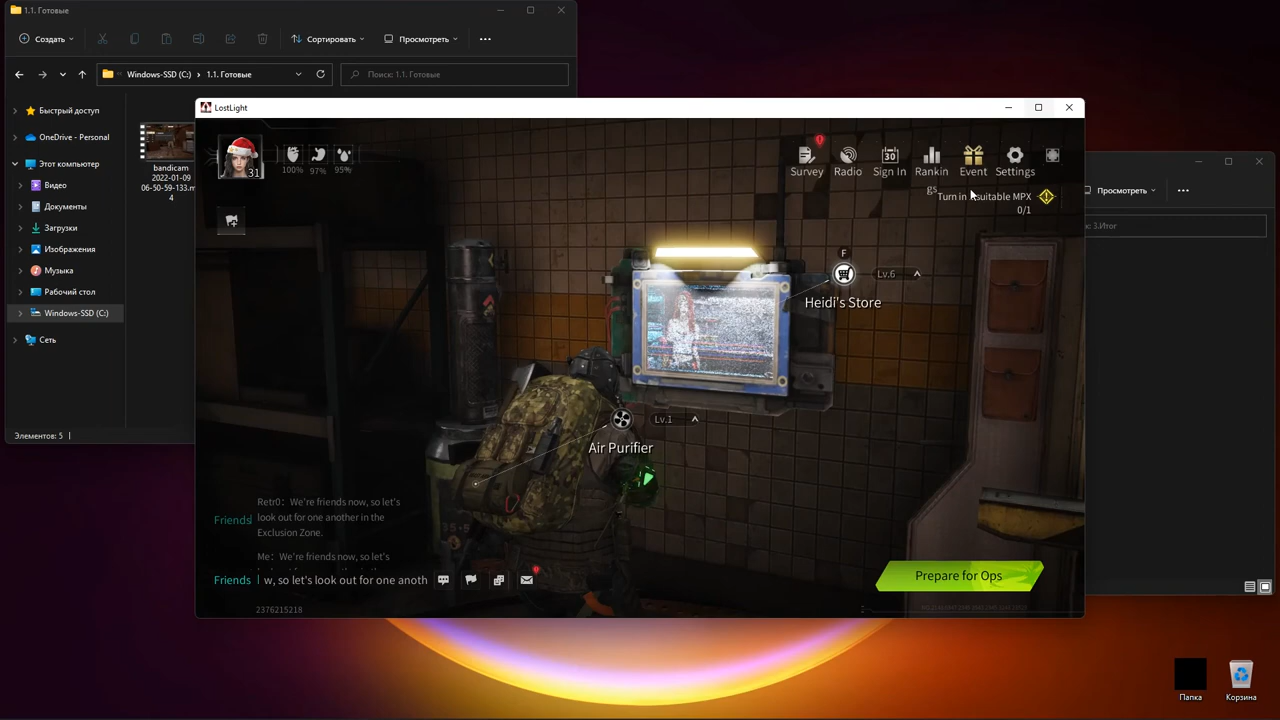 1.1. Готовые
Создать
Сортировать
Просмотреть
Windows-SSD (C:) › 1.1. Готовые
Поиск: 1.1. Готовые
Быстрый доступ
OneDrive - Personal
Этот компьютер
Видео
Документы
Загрузки
Изображения
Музыка
Рабочий стол
Windows-SSD (C:)
Сеть
bandicam
2022-01-09
06-50-59-133.m
4
Элементов: 5
LostLight
31
100%
97%
95%
Survey
Radio
30
Sign In
Rankin
gs
Event
Settings
Turn in
suitable MPX
0/1
F
Lv.6
Heidi's Store
Lv.1
Air Purifier
Friends
Retr0: We're friends now, so let's
look out for one another in the
Exclusion Zone.
Me: We're friends now, so let's
Friends
w, so let's look out for one anoth
2376215218
Prepare for Ops
Просмотреть
3.Итог
Папка
Корзина